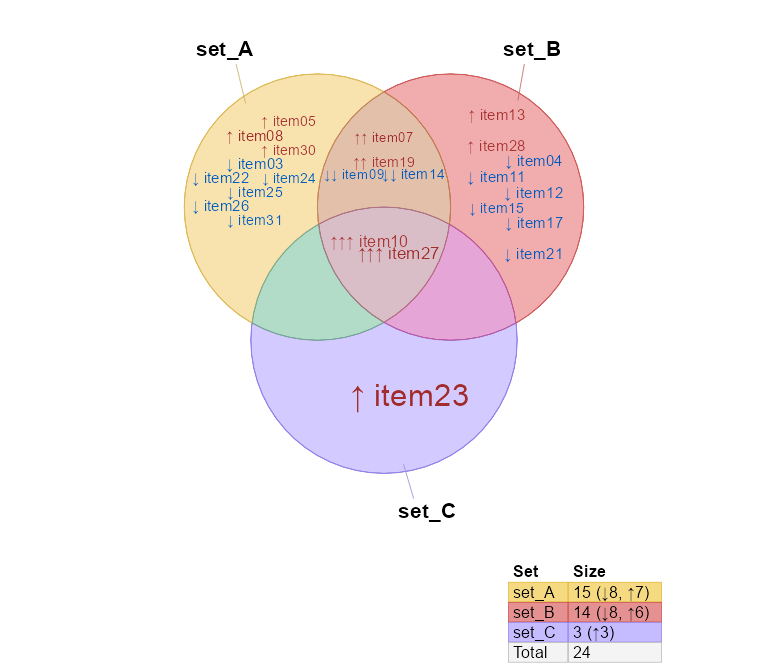 set_A
set_B
↑ item05
↑ item08
↑ item30
↓ item03
↓ item22
↓ item24
↓ item25
↓ item26
↓ item31
↑↑ item07
↑↑ item19
↓↓ item09
↓↓ item14
↑ item13
↑ item28
↓ item04
↓ item11
↓ item12
↓ item15
↓ item17
↓ item21
↑↑↑ item10
↑↑↑ item27
↑ item23
set_C
Set Size
set_A 15 (↓8, ↑7)
set_B 14 (↓8, ↑6)
set_C 3 (↑3)
Total 24